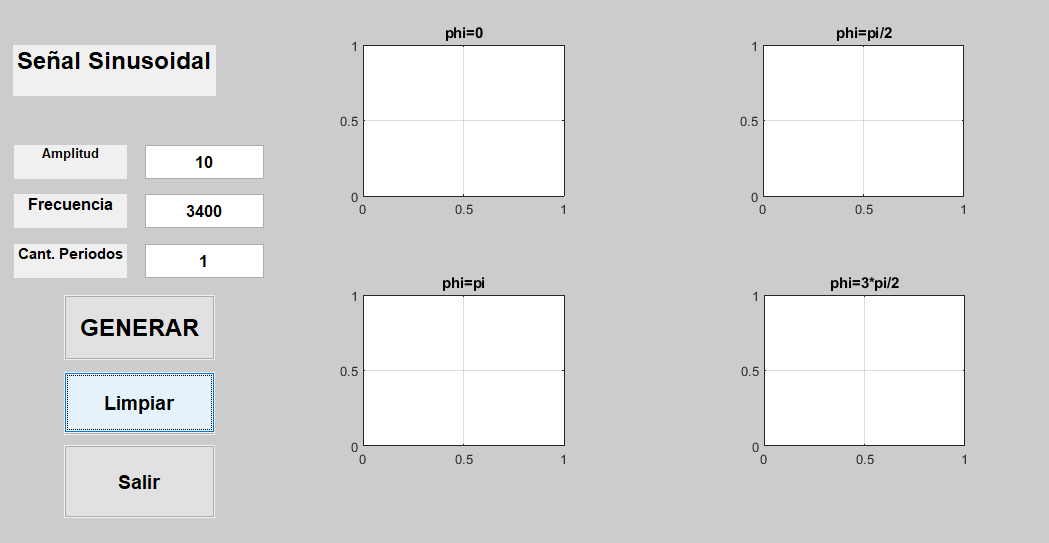 Señal Sinusoidal
Amplitud
10
Frecuencia
3400
Cant. Periodos
1
GENERAR
Limpiar
Salir
phi=0
1
0.5
0
0 0.5 1
phi=pi/2
1
0.5
0
0 0.5 1
phi=pi
1
0.5
0
0 0.5 1
phi=3*pi/2
1
0.5
0
0 0.5 1